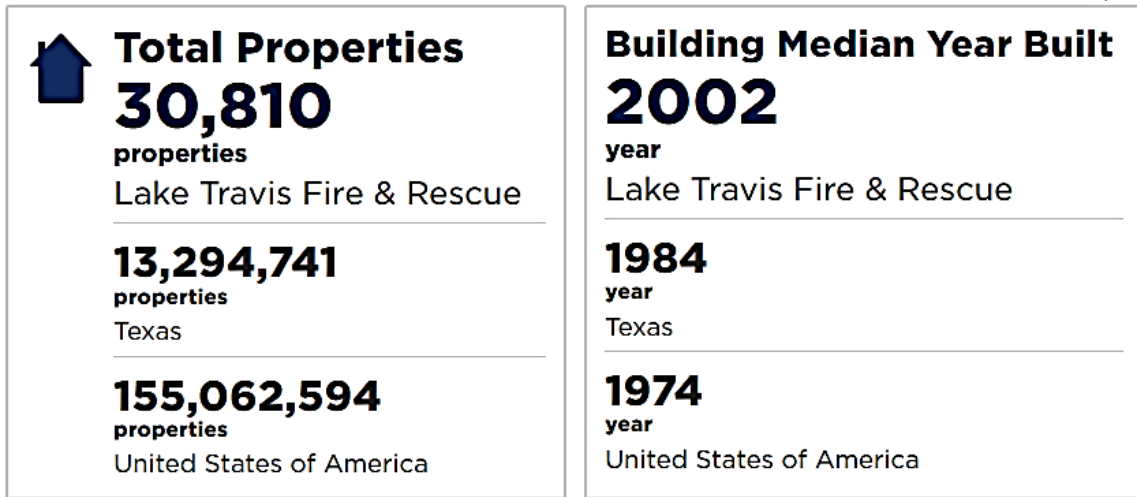 Total Properties
30,810
properties
Lake Travis Fire & Rescue
13,294,741
properties
Texas
155,062,594
properties
United States of America
Building Median Year Built
2002
year
Lake Travis Fire & Rescue
1984
year
Texas
1974
year
United States of America